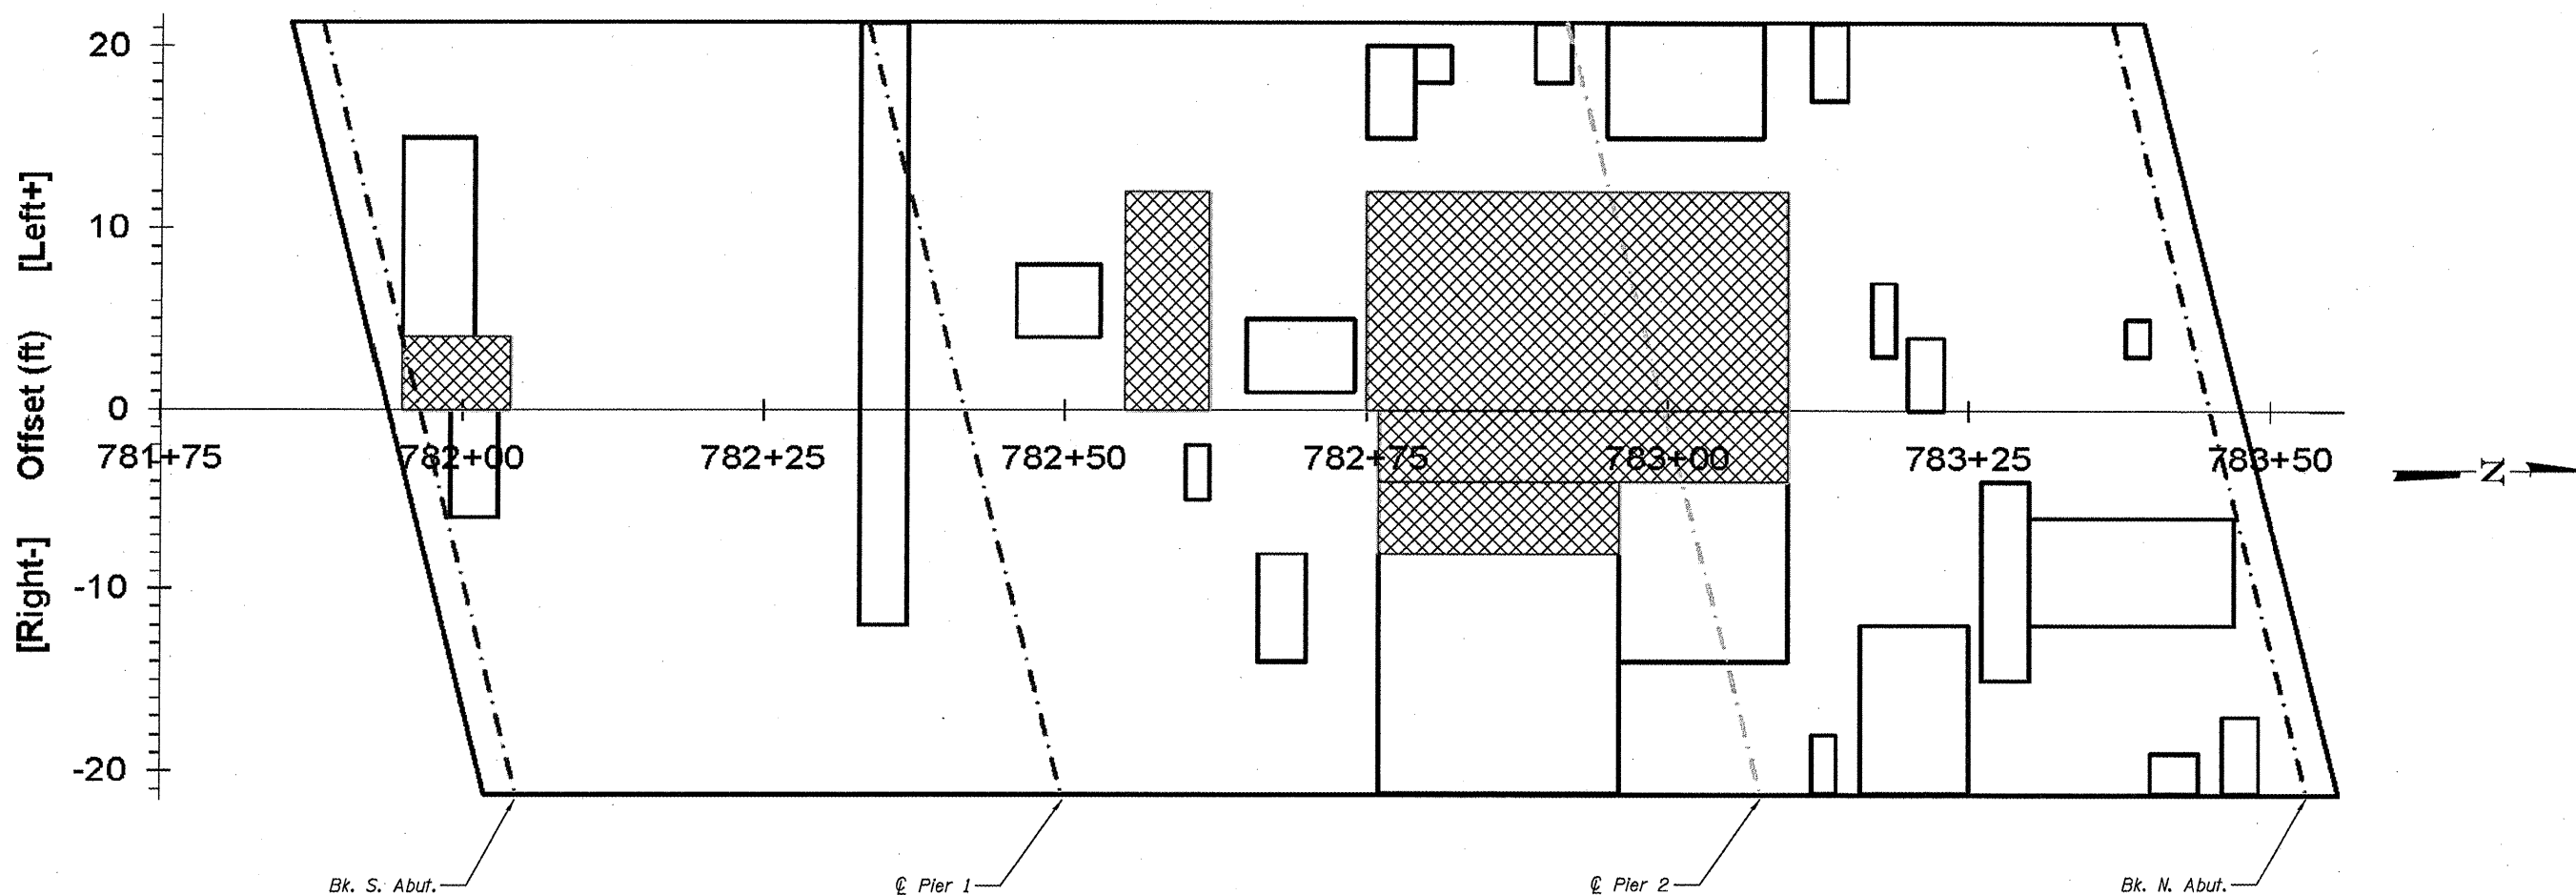 20
10
0
-10
-20
[Right-] Offset (ft) [Left+]
781+75 782+00 782+25 782+50 782+75 783+00 783+25 783+50
N
Bk. S. Abut.
℄ Pier 1
℄ Pier 2
Bk. N. Abut.